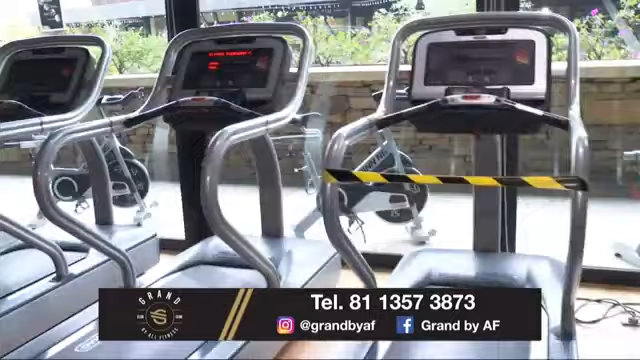 GRAND
BY ALL FITNESS
Tel. 81 1357 3873
@grandbyaf
Grand by AF